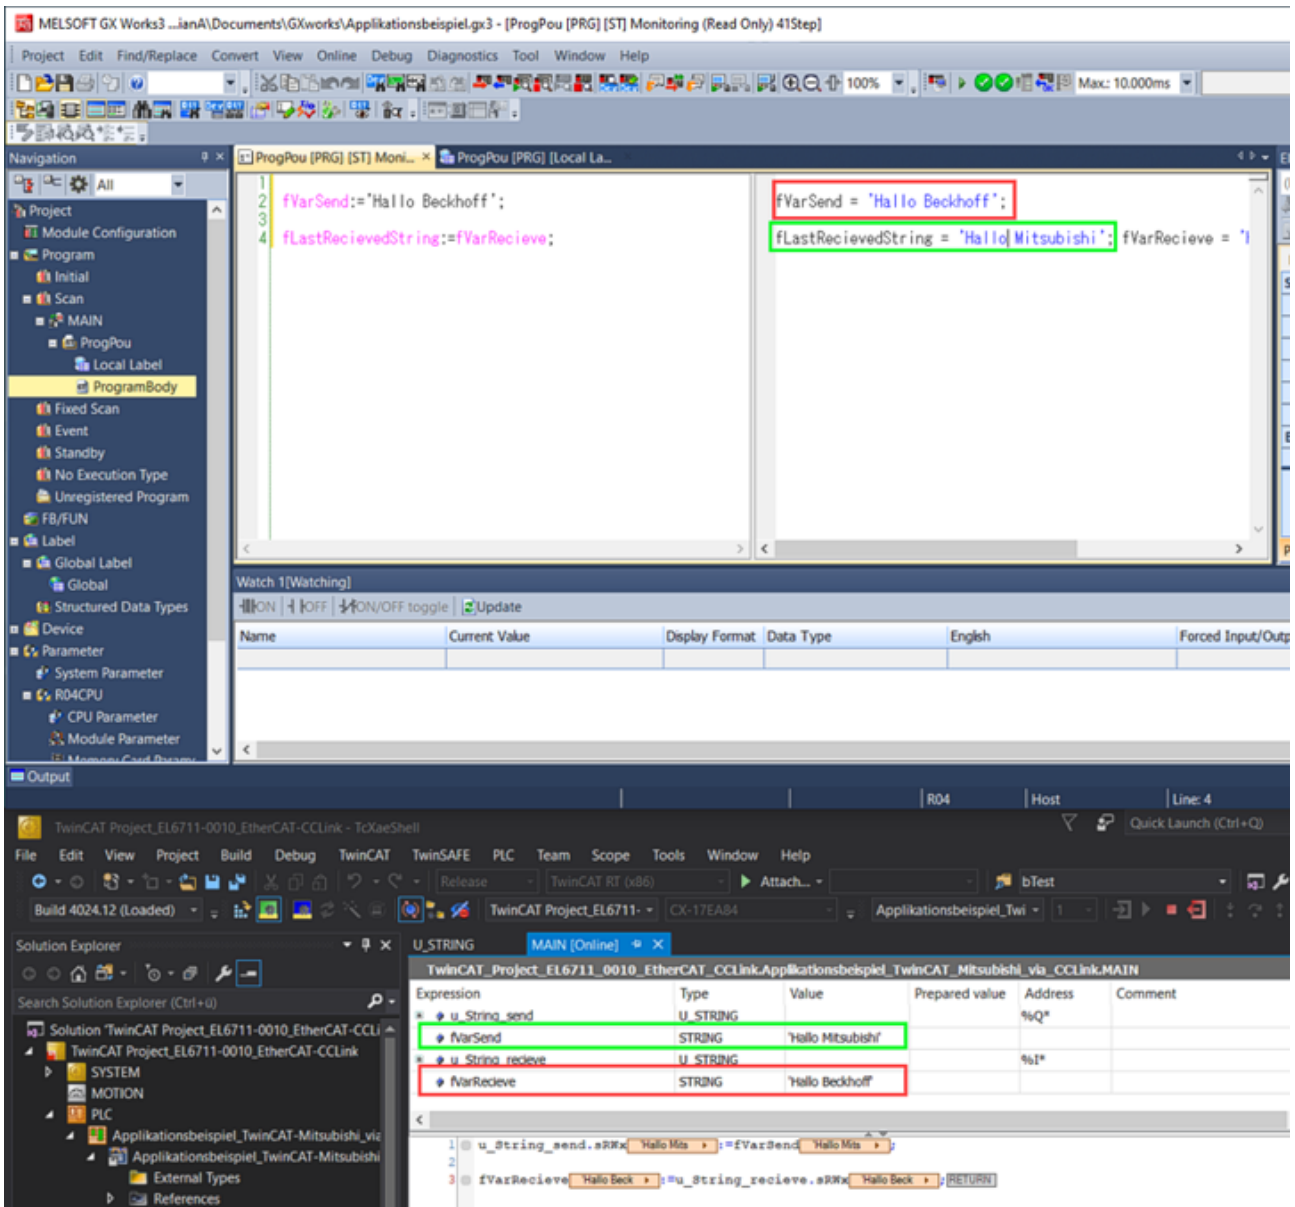 MELSOFT GX Works3 ...ianA\Documents\GXworks\Applikationsbeispiel.gx3 - [ProgPou [PRG] [ST] Monitoring (Read Only) 41Step]
Project Edit Find/Replace Convert View Online Debug Diagnostics Tool Window Help
100% Max.: 10.000ms
Navigation
ProgPou [PRG] [ST] Moni... ProgPou [PRG] [Local La...
All
Project
Module Configuration
Program
Initial
Scan
MAIN
ProgPou
Local Label
ProgramBody
Fixed Scan
Event
Standby
No Execution Type
Unregistered Program
FB/FUN
Label
Global Label
Global
Structured Data Types
Device
Parameter
System Parameter
R04CPU
CPU Parameter
Module Parameter
1
2 fVarSend:='Hallo Beckhoff';
3
4 fLastRecievedString:=fVarRecieve;
fVarSend = 'Hallo Beckhoff';
fLastRecievedString = 'Hallo Mitsubishi'; fVarRecieve = '
Watch 1[Watching]
ON OFF ON/OFF toggle Update
Name Current Value Display Format Data Type English Forced Input/Outp
Output
R04 Host Line: 4
TwinCAT Project_EL6711-0010_EtherCAT-CCLink - TcXaeShell
Quick Launch (Ctrl+Q)
File Edit View Project Build Debug TwinCAT TwinSAFE PLC Team Scope Tools Window Help
Release TwinCAT RT (x86) Attach... bTest
Build 4024.12 (Loaded) TwinCAT Project_EL6711- CX-17EA84 Applikationsbeispiel_Twi 1
Solution Explorer
Search Solution Explorer (Ctrl+ü)
Solution 'TwinCAT Project_EL6711-0010_EtherCAT-CCLi
TwinCAT Project_EL6711-0010_EtherCAT-CCLink
SYSTEM
MOTION
PLC
Applikationsbeispiel_TwinCAT-Mitsubishi_via
Applikationsbeispiel_TwinCAT-Mitsubishi
External Types
References
U_STRING MAIN [Online]
TwinCAT_Project_EL6711_0010_EtherCAT_CCLink.Applikationsbeispiel_TwinCAT_Mitsubishi_via_CCLink.MAIN
Expression Type Value Prepared value Address Comment
u_String_send U_STRING %Q*
fVarSend STRING 'Hallo Mitsubishi'
u_String_recieve U_STRING %I*
fVarRecieve STRING 'Hallo Beckhoff'
1 u_String_send.sRWx 'Hallo Mits :=fVarSend 'Hallo Mits ;
2
3 fVarRecieve 'Hallo Beck :=u_String_recieve.sRWx 'Hallo Beck ; RETURN